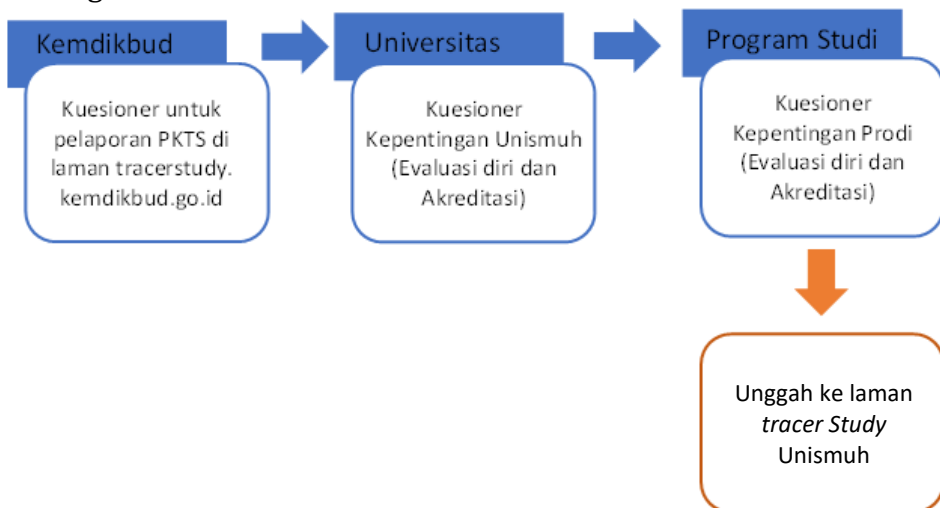 Kemdikbud
Kuesioner untuk
pelaporan PKTS di
laman tracerstudy.
kemdikbud.go.id
Universitas
Kuesioner
Kepentingan Unismuh
(Evaluasi diri dan
Akreditasi)
Program Studi
Kuesioner
Kepentingan Prodi
(Evaluasi diri dan
Akreditasi)
Unggah ke laman
tracer Study
Unismuh